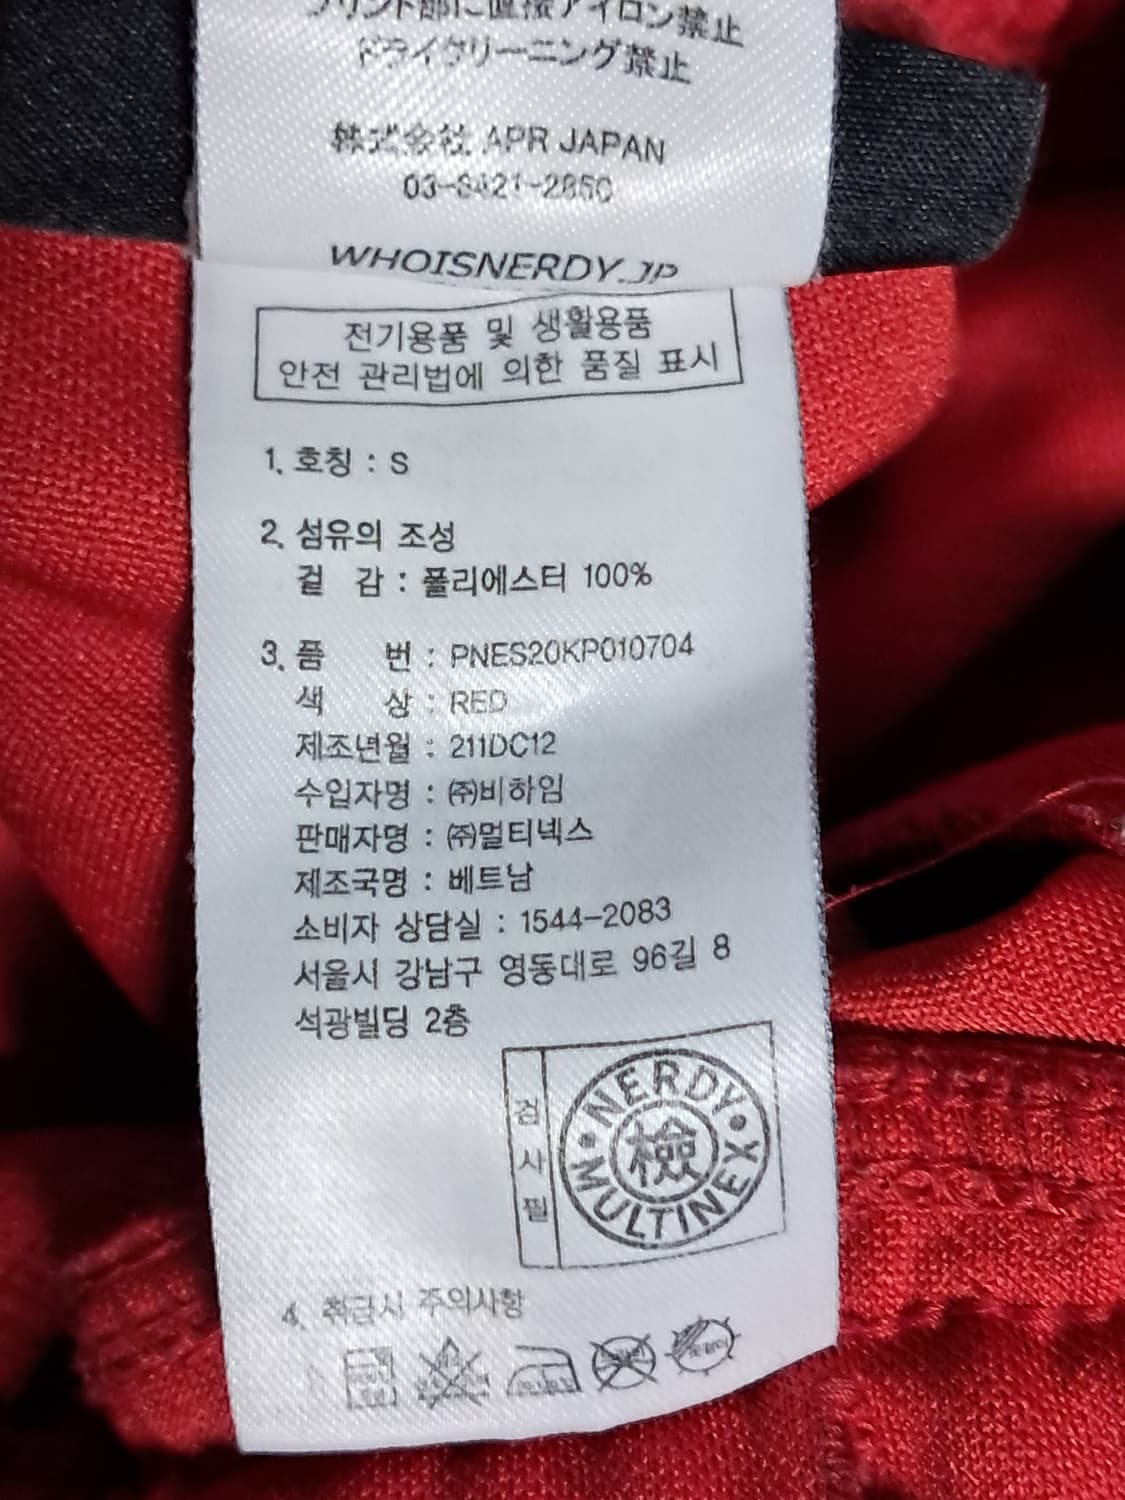 プリント部に直接アイロン禁止
ドライクリーニング禁止
株式会社 APR JAPAN
WHOISNERDY.JP
전기용품 및 생활용품
안전 관리법에 의한 품질 표시
1. 호칭 : S
2. 섬유의 조성
겉 감 : 폴리에스터 100%
3. 품 번 : PNES20KP010704
색 상 : RED
제조년월 : 211DC12
수입자명 : ㈜비하임
판매자명 : ㈜멀티넥스
제조국명 : 베트남
소비자 상담실 : 1544-2083
서울시 강남구 영동대로 96길 8
석광빌딩 2층
검사필
NERDY
檢
MULTINEX
4. 취급시 주의사항